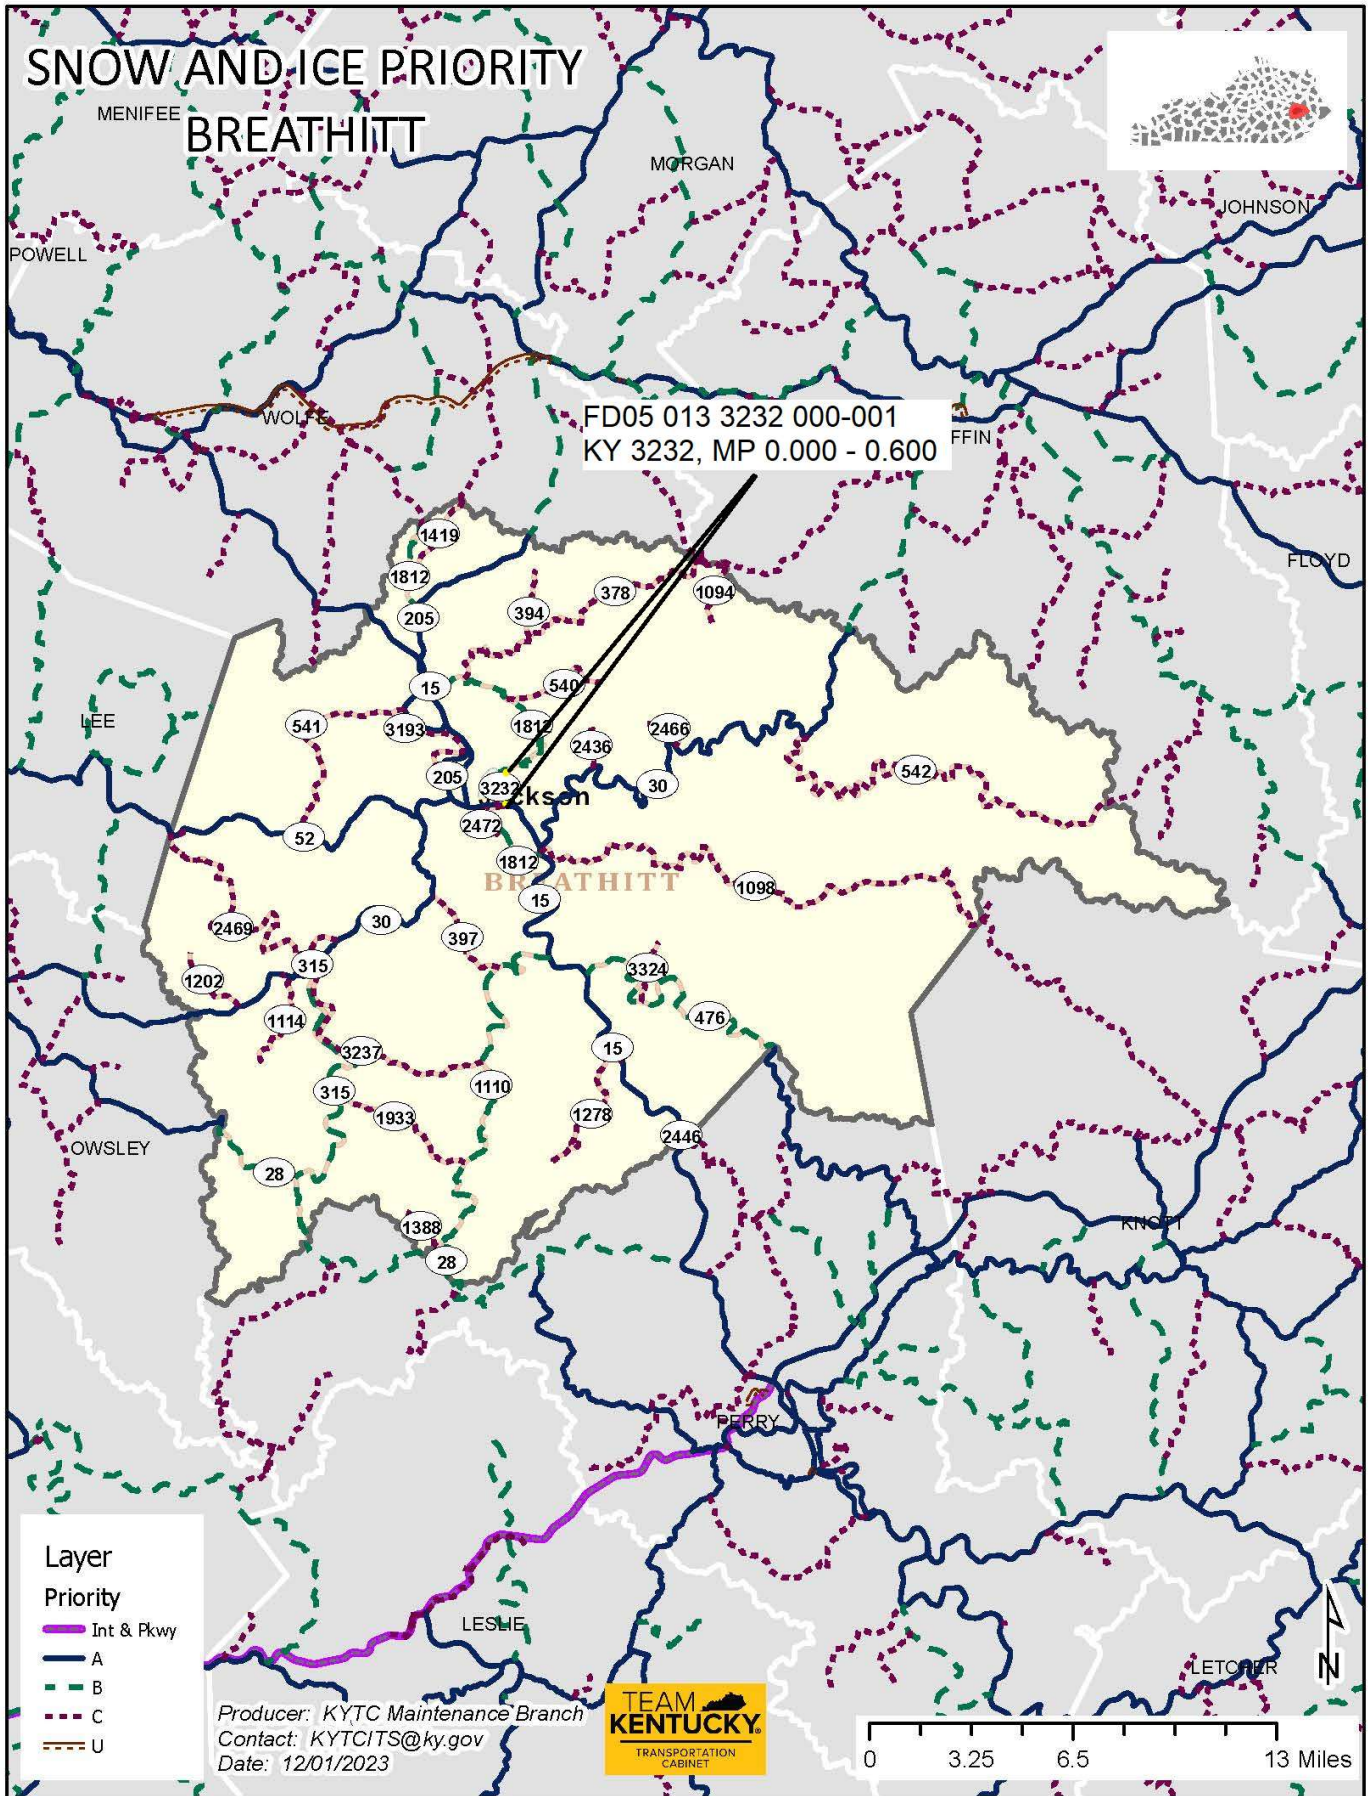 SNOW AND ICE PRIORITY
BREATHITT
MENIFEE
MORGAN
JOHNSON
POWELL
WOLFE
FD05 013 3232 000-001
KY 3232, MP 0.000 - 0.600
FFIN
FLOYD
1419
1812
205
394
378
1094
15
540
LEE
541
3193
1812
2436
2466
205
3232
ckson
30
542
52
2472
1812
BREATHITT
1098
15
30
2469
397
315
1202
3324
1114
476
3237
15
315
1110
1933
1278
OWSLEY
2446
28
1388
28
KNOTT
PERRY
LESLIE
LETCHER
Layer
Priority
Int & Pkwy
A
B
C
U
Producer: KYTC Maintenance Branch
Contact: KYTCITS@ky.gov
Date: 12/01/2023
TEAM
KENTUCKY®
TRANSPORTATION
CABINET
N
0 3.25 6.5 13 Miles